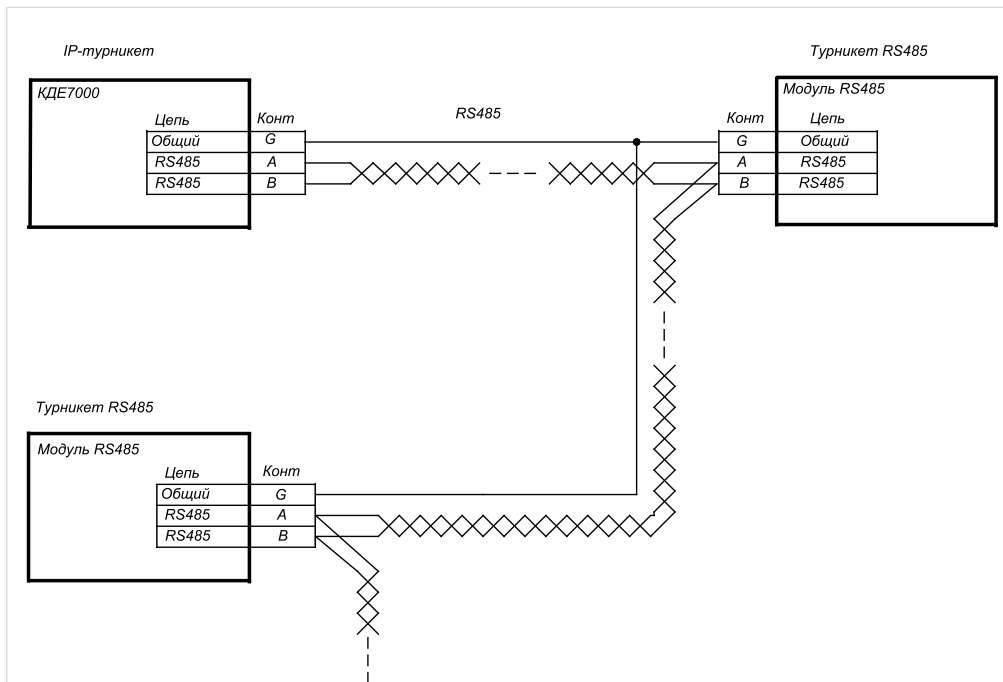 IP-турникет
КДЕ7000
Цепь Конт
Общий G
RS485 A
RS485 B
RS485
Турникет RS485
Модуль RS485
Конт Цепь
G Общий
A RS485
B RS485
Турникет RS485
Модуль RS485
Цепь Конт
Общий G
RS485 A
RS485 B